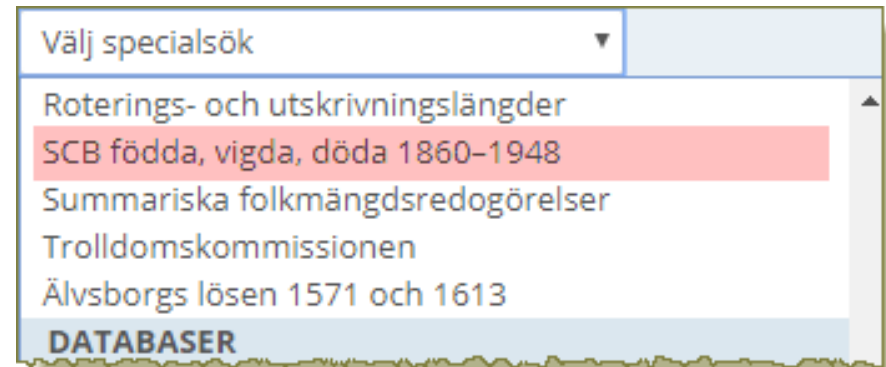 Välj specialsök
Roterings- och utskrivningslängder
SCB födda, vigda, döda 1860–1948
Summariska folkmängdsredogörelser
Trolldomskommissionen
Älvsborgs lösen 1571 och 1613
DATABASER